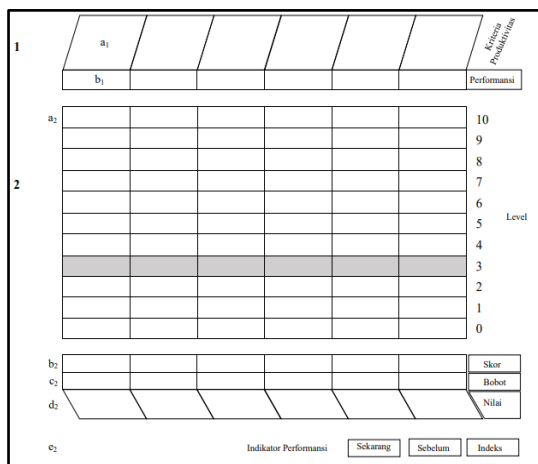 1
a1
Kriteria
Produktivitas
b1
Performansi
a2
10
9
8
2
7
6
5
Level
4
3
2
1
0
b2
Skor
c2
Bobot
d2
Nilai
e2
Indikator Performansi
Sekarang
Sebelum
Indeks